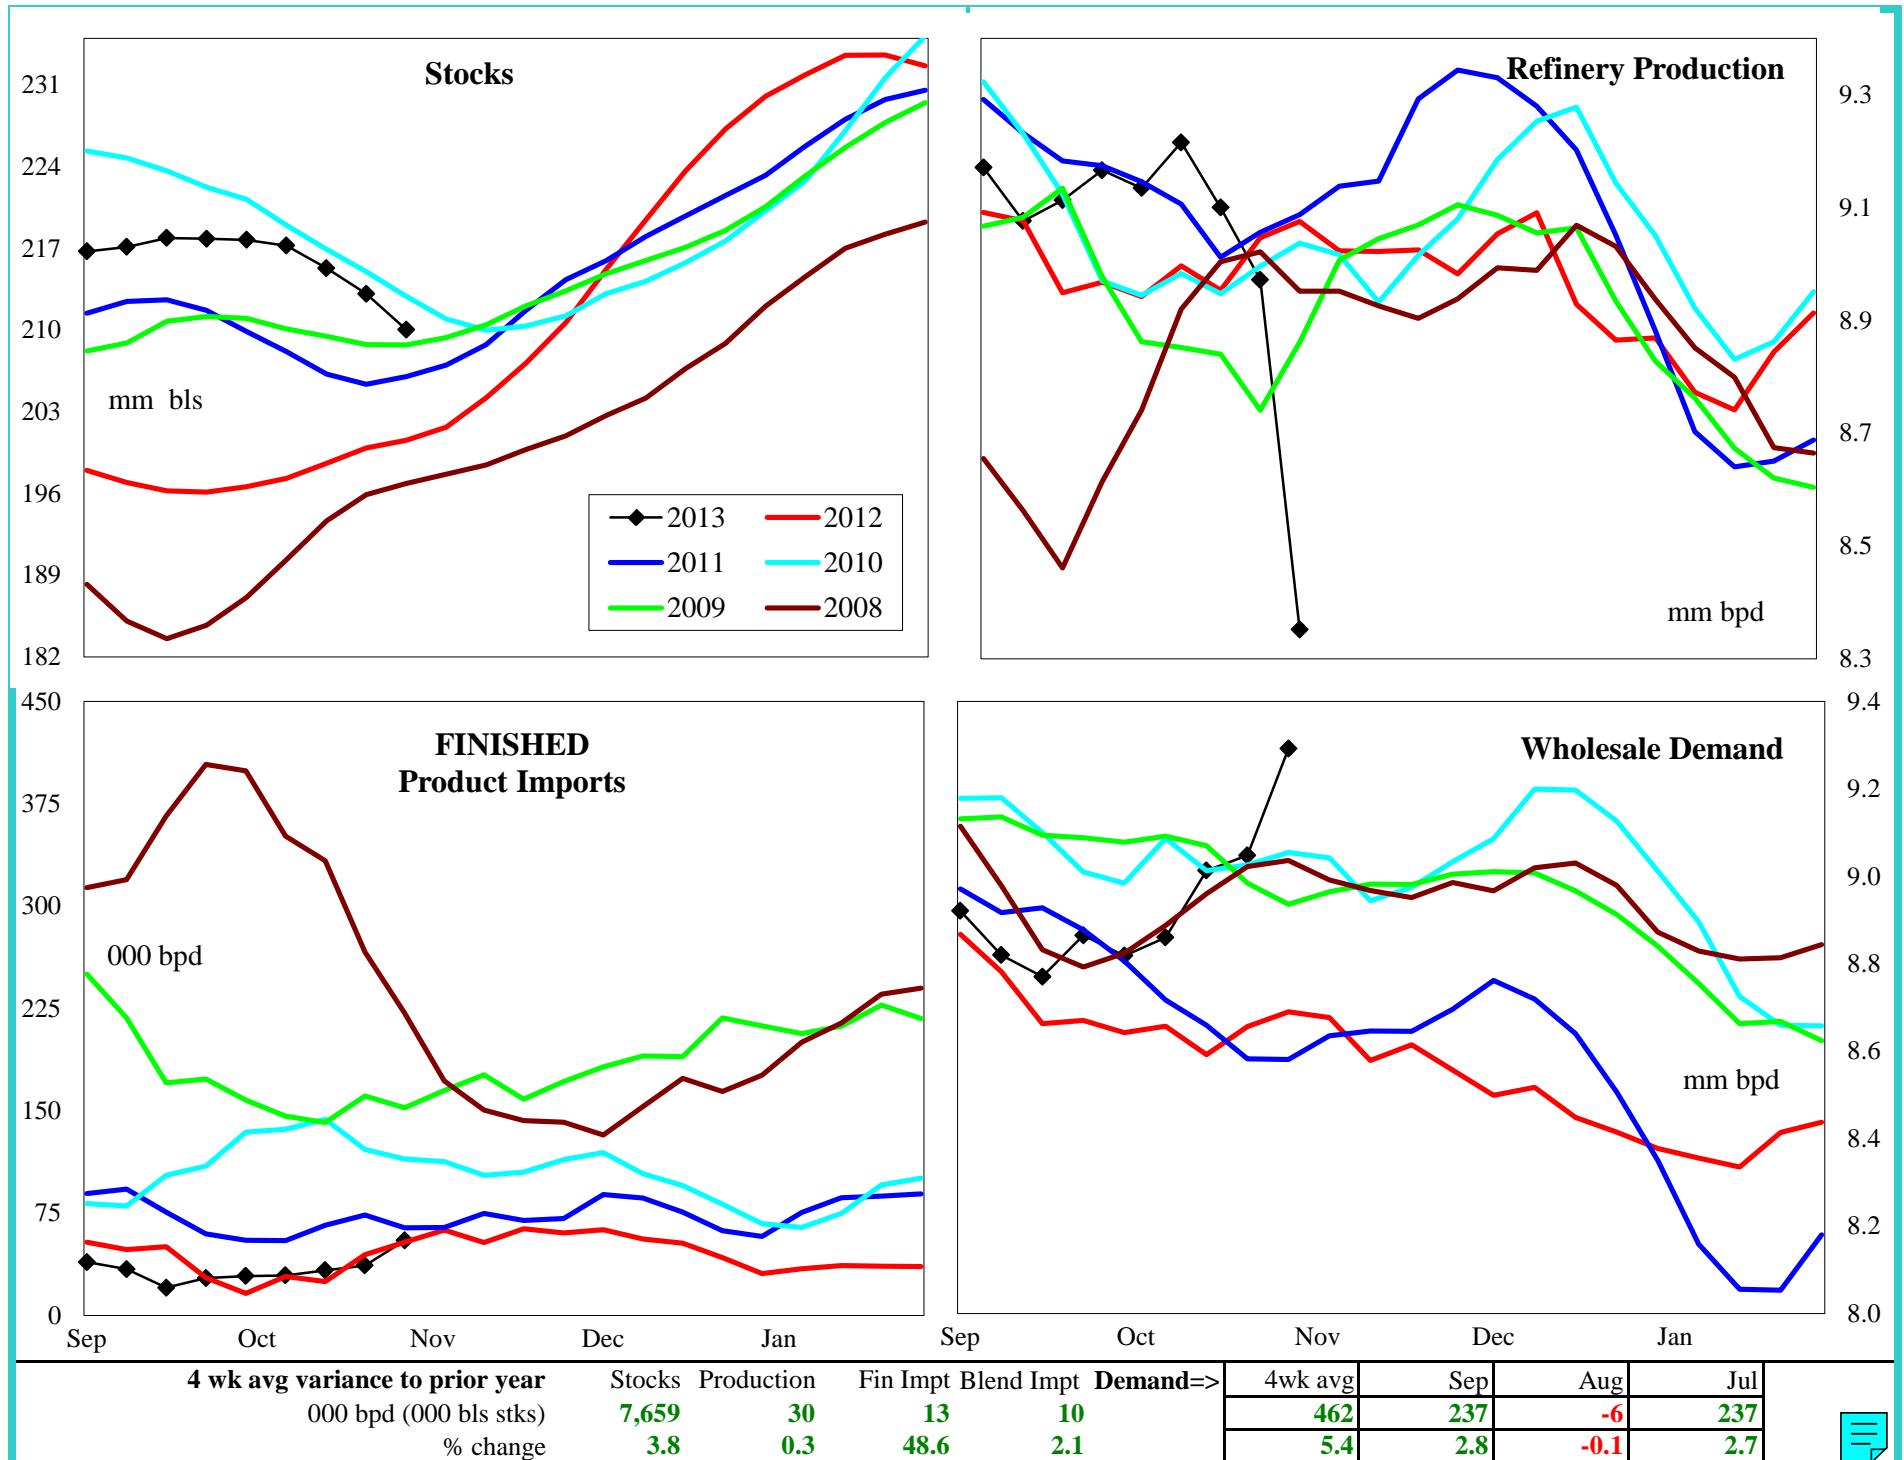 Stocks
231
224
217
210
203
196
189
182
mm bls
2013 2012
2011 2010
2009 2008
Refinery Production
9.3
9.1
8.9
8.7
8.5
8.3
mm bpd
FINISHED
Product Imports
450
375
300
225
150
75
0
000 bpd
Sep Oct Nov Dec Jan
Wholesale Demand
9.4
9.2
9.0
8.8
8.6
8.4
8.2
8.0
mm bpd
Sep Oct Nov Dec Jan
4 wk avg variance to prior year Stocks Production Fin Impt Blend Impt Demand=> 4wk avg Sep Aug Jul
000 bpd (000 bls stks) 7,659 30 13 10 462 237 -6 237
% change 3.8 0.3 48.6 2.1 5.4 2.8 -0.1 2.7